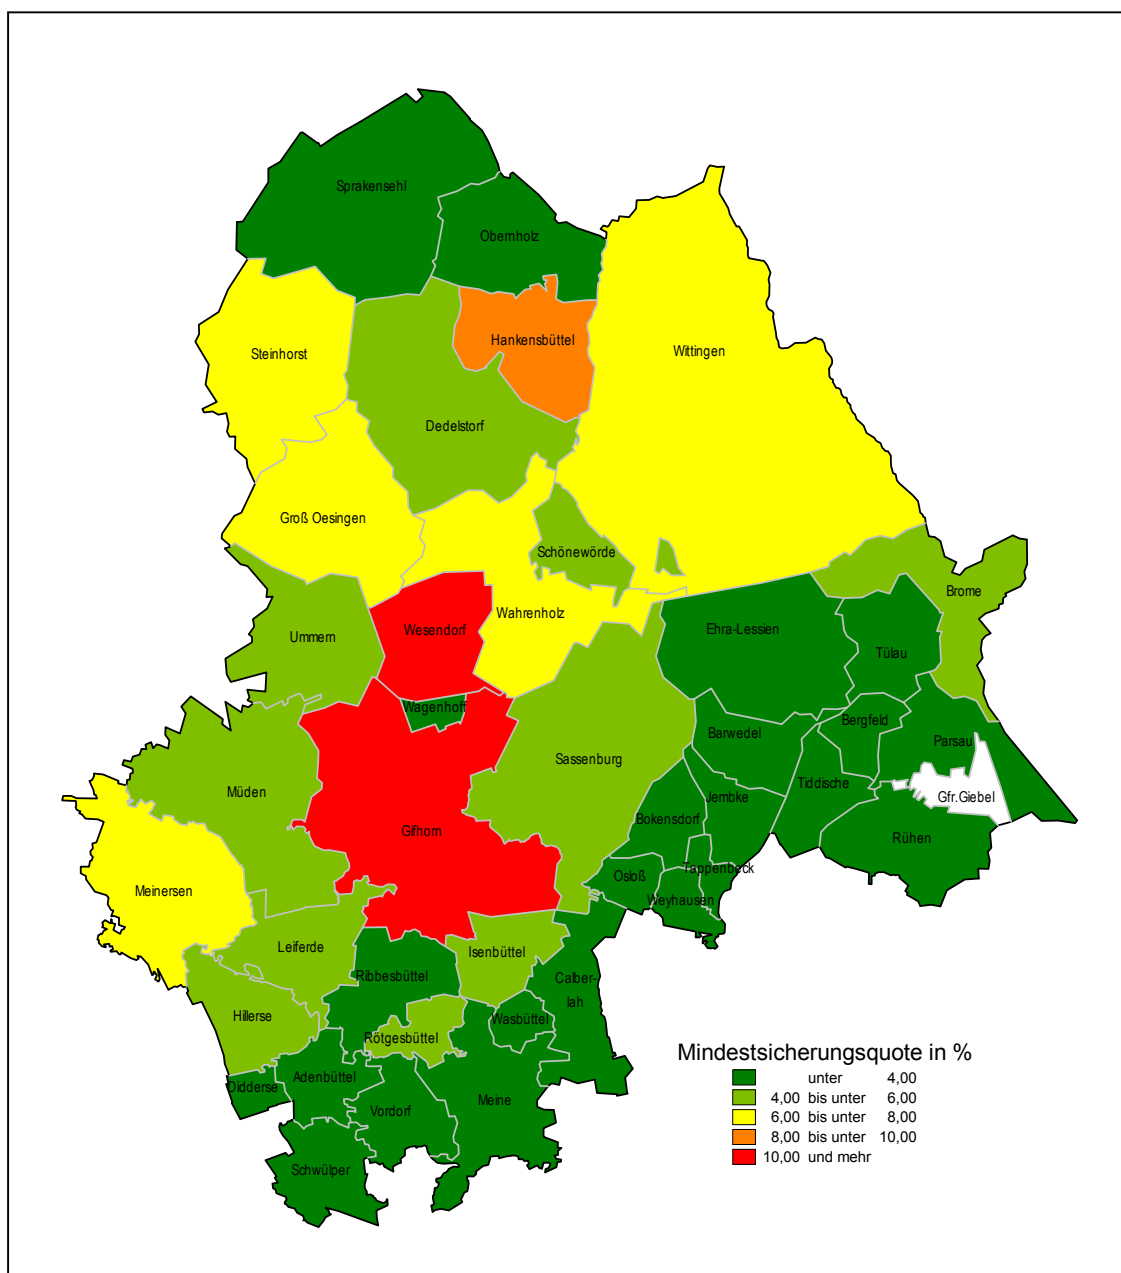 Sprakensehl
Obernholz
Hankensbüttel
Wittingen
Steinhorst
Dedelstorf
Groß Oesingen
Schönewörde
Brome
Wahrenholz
Wesendorf
Ehra-Lessien
Ummern
Tülau
Wagenhoff
Bergfeld
Barwedel
Parsau
Sassenburg
Tiddische
Müden
Jembke
Gfr.Giebel
Bokensdorf
Gifhorn
Rühen
Tappenbeck
Osloß
Meinersen
Weyhausen
Leiferde
Isenbüttel
Ribbesbüttel
Calber-
lah
Hillerse
Wasbüttel
Rötgesbüttel
Adenbüttel
Didderse
Meine
Vordorf
Schwülper
Mindestsicherungsquote in %
unter 4,00
4,00 bis unter 6,00
6,00 bis unter 8,00
8,00 bis unter 10,00
10,00 und mehr